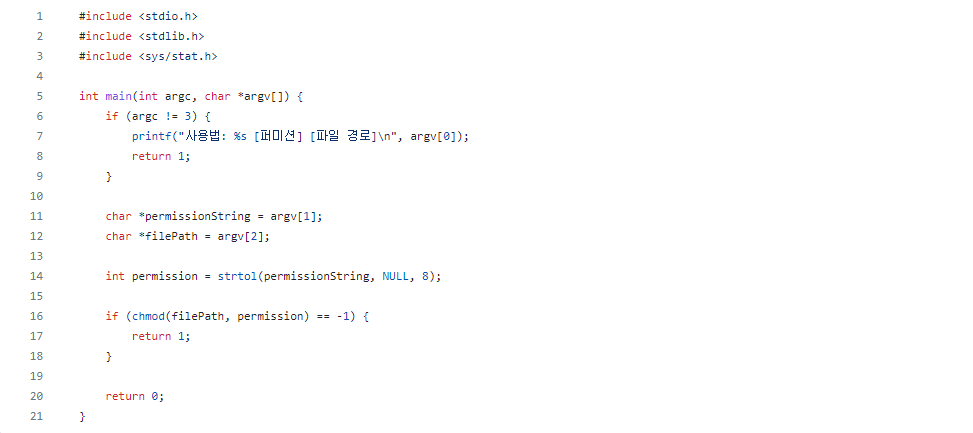 1 #include <stdio.h>
2 #include <stdlib.h>
3 #include <sys/stat.h>
4
5 int main(int argc, char *argv[]) {
6     if (argc != 3) {
7         printf("사용법: %s [퍼미션] [파일 경로]\n", argv[0]);
8         return 1;
9     }
10
11     char *permissionString = argv[1];
12     char *filePath = argv[2];
13
14     int permission = strtol(permissionString, NULL, 8);
15
16     if (chmod(filePath, permission) == -1) {
17         return 1;
18     }
19
20     return 0;
21 }